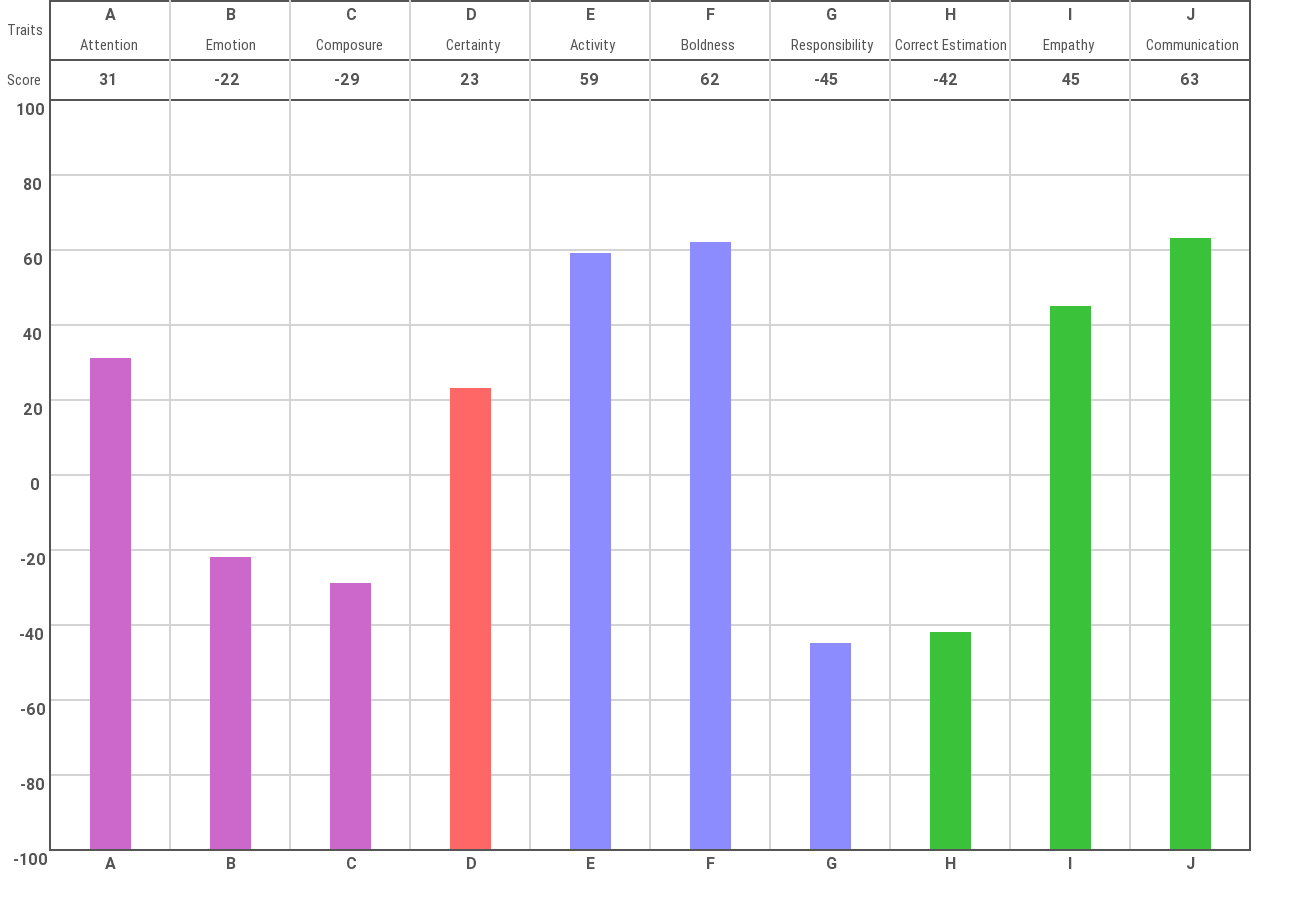 A B C D E F G H I J
Traits
Attention Emotion Composure Certainty Activity Boldness Responsibility Correct Estimation Empathy Communication
Score 31 -22 -29 23 59 62 -45 -42 45 63
100
80
60
40
20
0
-20
-40
-60
-80
-100
A B C D E F G H I J